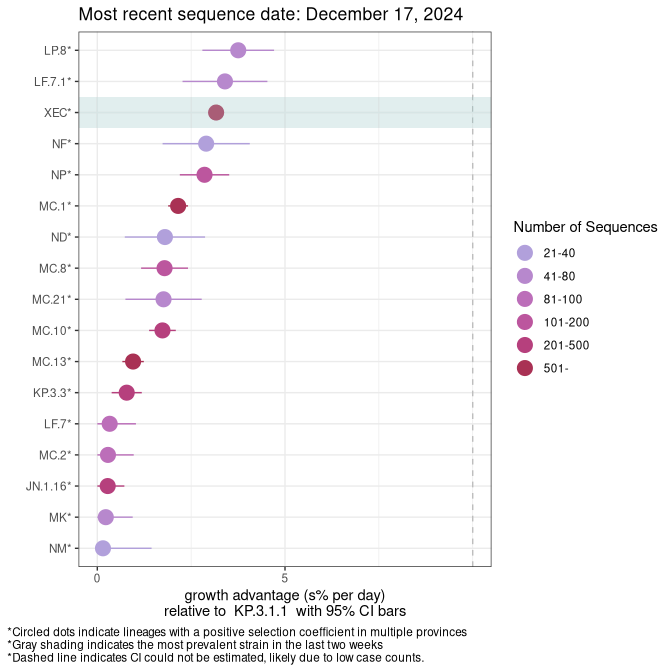 Most recent sequence date: December 17, 2024
LP.8*
LF.7.1*
XEC*
NF*
NP*
MC.1*
ND*
MC.8*
MC.21*
MC.10*
MC.13*
KP.3.3*
LF.7*
MC.2*
JN.1.16*
MK*
NM*
0 5
growth advantage (s% per day)
relative to KP.3.1.1 with 95% CI bars
Number of Sequences
21-40
41-80
81-100
101-200
201-500
501-
*Circled dots indicate lineages with a positive selection coefficient in multiple provinces
*Gray shading indicates the most prevalent strain in the last two weeks
*Dashed line indicates CI could not be estimated, likely due to low case counts.